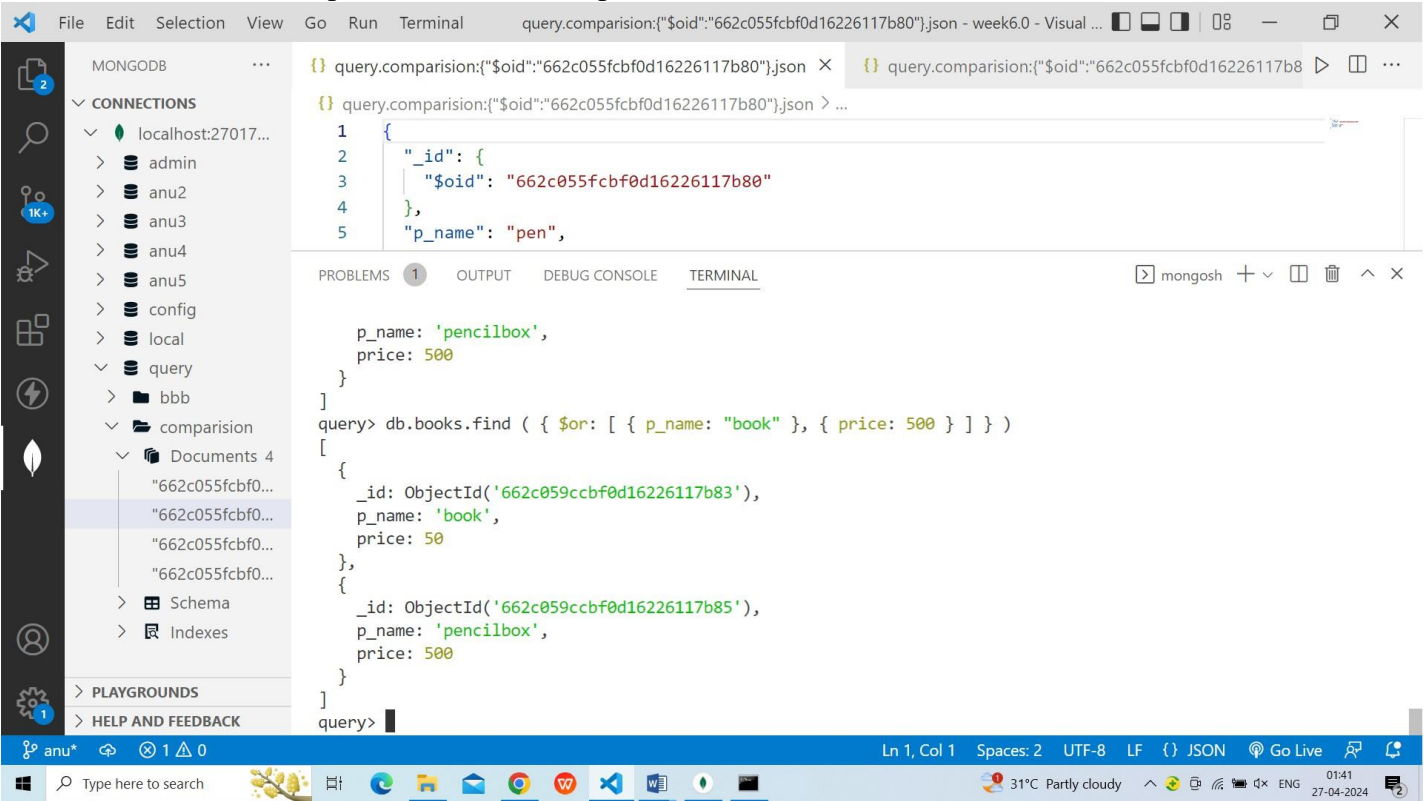 File Edit Selection View Go Run Terminal query.comparision:{"$oid":"662c055fcbf0d16226117b80"}.json - week6.0 - Visual ...
MONGODB ...
CONNECTIONS
localhost:27017...
admin
anu2
anu3
anu4
anu5
config
local
query
bbb
comparision
Documents 4
"662c055fcbf0...
"662c055fcbf0...
"662c055fcbf0...
"662c055fcbf0...
Schema
Indexes
PLAYGROUNDS
HELP AND FEEDBACK
2
1K+
1
{} query.comparision:{"$oid":"662c055fcbf0d16226117b80"}.json × {} query.comparision:{"$oid":"662c055fcbf0d16226117b8 ...
{} query.comparision:{"$oid":"662c055fcbf0d16226117b80"}.json > ...
1 {
2 "_id": {
3 "$oid": "662c055fcbf0d16226117b80"
4 },
5 "p_name": "pen",
PROBLEMS 1 OUTPUT DEBUG CONSOLE TERMINAL mongosh
p_name: 'pencilbox',
price: 500
}
]
query> db.books.find ( { $or: [ { p_name: "book" }, { price: 500 } ] } )
[
{
_id: ObjectId('662c059ccbf0d16226117b83'),
p_name: 'book',
price: 50
},
{
_id: ObjectId('662c059ccbf0d16226117b85'),
p_name: 'pencilbox',
price: 500
}
]
query>
anu* 1 0 Ln 1, Col 1 Spaces: 2 UTF-8 LF {} JSON Go Live
Type here to search 31°C Partly cloudy ENG 01:41
27-04-2024 2